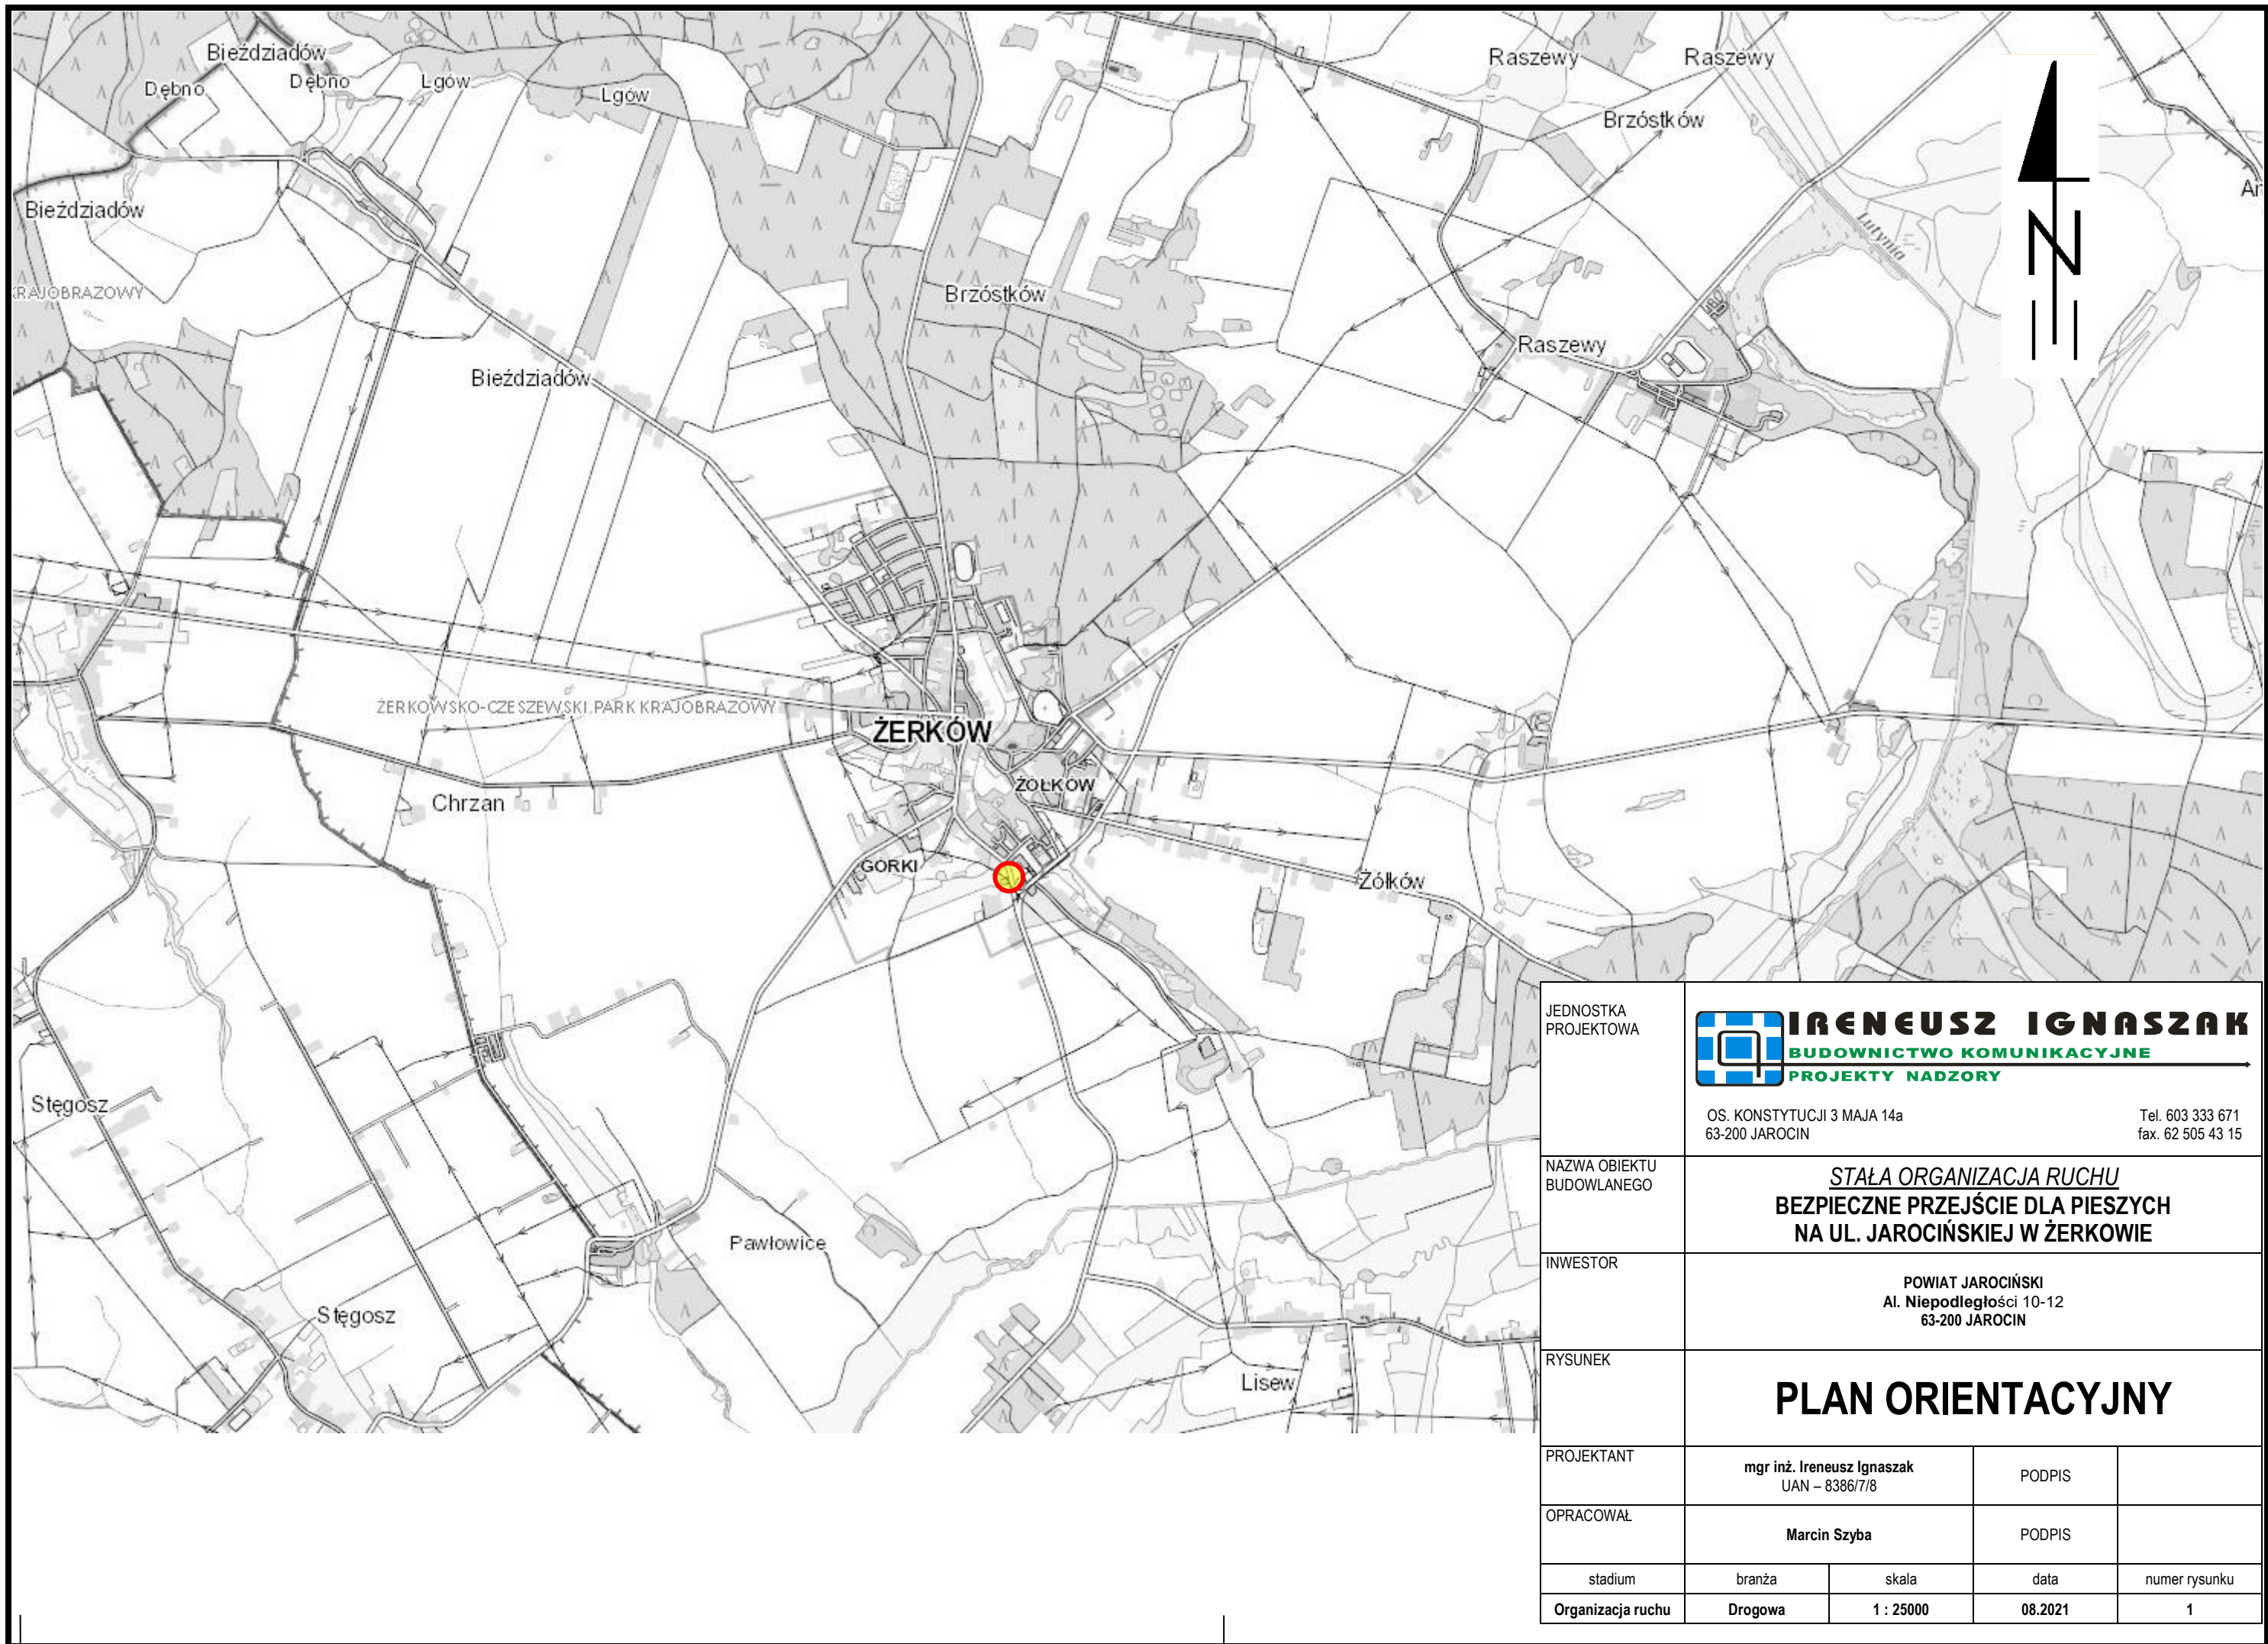 Bieździadów
Dębno
Dębno
Lgów
Lgów
Raszewy
Raszewy
Brzóstków
Bieździadów
Lutynia
N
KRAJOBRAZOWY
Brzóstków
Raszewy
Bieździadów
ŻERKOWSKO-CZESZEWSKI PARK KRAJOBRAZOWY
ŻERKÓW
ŻÓŁKÓW
Chrzan
GÓRKI
Żółków
Stęgosz
Pawłowice
Stęgosz
Lisew
JEDNOSTKA
PROJEKTOWA
IRENEUSZ IGNASZAK
BUDOWNICTWO KOMUNIKACYJNE
PROJEKTY NADZORY
OS. KONSTYTUCJI 3 MAJA 14a Tel. 603 333 671
63-200 JAROCIN fax. 62 505 43 15
NAZWA OBIEKTU
BUDOWLANEGO
STAŁA ORGANIZACJA RUCHU
BEZPIECZNE PRZEJŚCIE DLA PIESZYCH
NA UL. JAROCIŃSKIEJ W ŻERKOWIE
INWESTOR
POWIAT JAROCIŃSKI
Al. Niepodległości 10-12
63-200 JAROCIN
RYSUNEK
PLAN ORIENTACYJNY
PROJEKTANT
mgr inż. Ireneusz Ignaszak
UAN – 8386/7/8
PODPIS
OPRACOWAŁ
Marcin Szyba
PODPIS
stadium branża skala data numer rysunku
Organizacja ruchu Drogowa 1 : 25000 08.2021 1